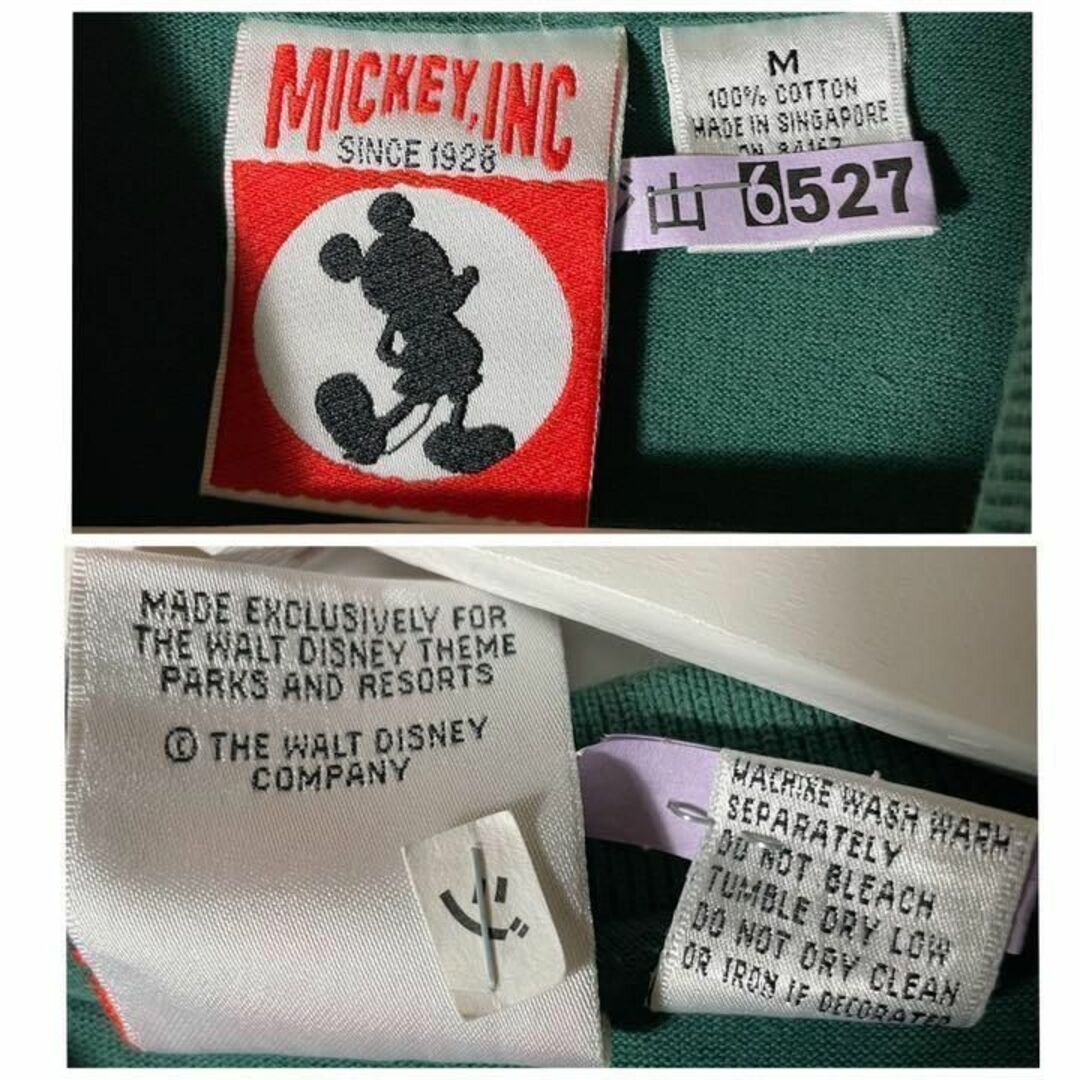 MICKEY, INC
SINCE 1928
M
100% COTTON
MADE IN SINGAPORE
山 6527
MADE EXCLUSIVELY FOR
THE WALT DISNEY THEME
PARKS AND RESORTS
© THE WALT DISNEY
COMPANY
ジ
MACHINE WASH WARM
SEPARATELY
DO NOT BLEACH
TUMBLE DRY LOW
DO NOT DRY CLEAN
OR IRON IF DECORATED